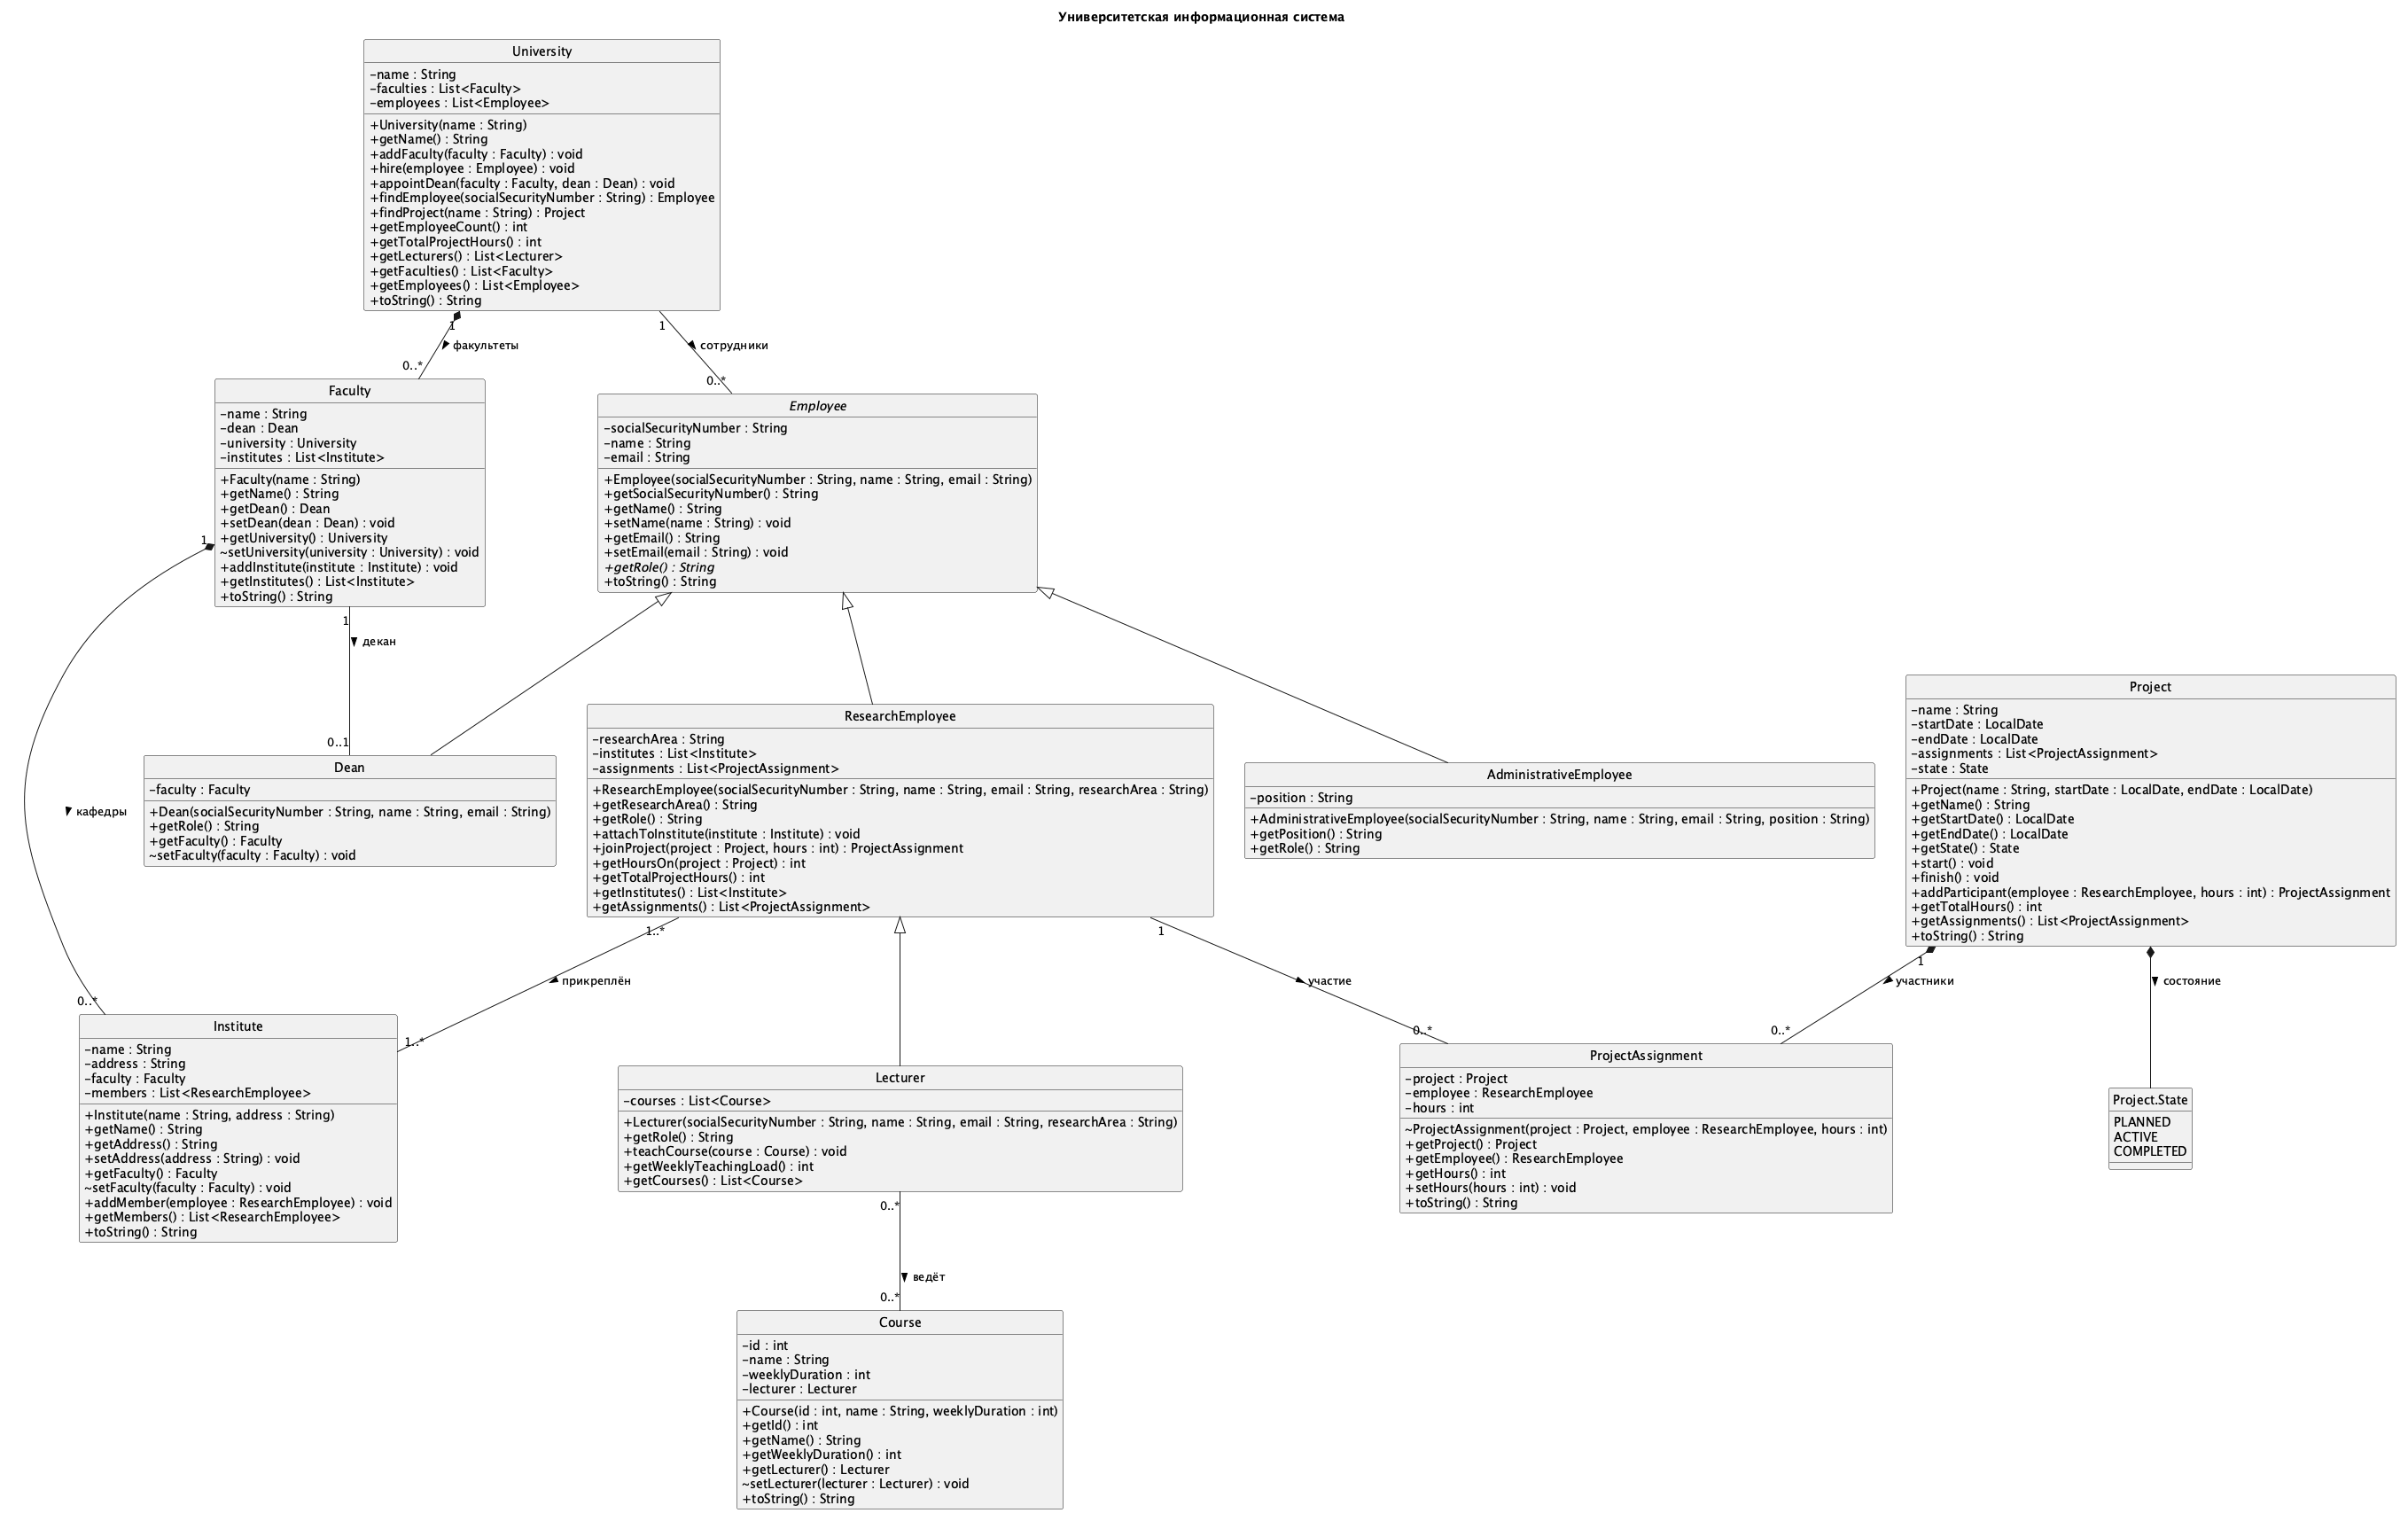 Университетская информационная система
University
-name : String
-faculties : List<Faculty>
-employees : List<Employee>
+University(name : String)
+getName() : String
+addFaculty(faculty : Faculty) : void
+hire(employee : Employee) : void
+appointDean(faculty : Faculty, dean : Dean) : void
+findEmployee(socialSecurityNumber : String) : Employee
+findProject(name : String) : Project
+getEmployeeCount() : int
+getTotalProjectHours() : int
+getLecturers() : List<Lecturer>
+getFaculties() : List<Faculty>
+getEmployees() : List<Employee>
+toString() : String
1
факультеты
0..*
1
сотрудники
0..*
Faculty
-name : String
-dean : Dean
-university : University
-institutes : List<Institute>
+Faculty(name : String)
+getName() : String
+getDean() : Dean
+setDean(dean : Dean) : void
+getUniversity() : University
~setUniversity(university : University) : void
+addInstitute(institute : Institute) : void
+getInstitutes() : List<Institute>
+toString() : String
Employee
-socialSecurityNumber : String
-name : String
-email : String
+Employee(socialSecurityNumber : String, name : String, email : String)
+getSocialSecurityNumber() : String
+getName() : String
+setName(name : String) : void
+getEmail() : String
+setEmail(email : String) : void
+getRole() : String
+toString() : String
1
кафедры
0..*
1
декан
0..1
Dean
-faculty : Faculty
+Dean(socialSecurityNumber : String, name : String, email : String)
+getRole() : String
+getFaculty() : Faculty
~setFaculty(faculty : Faculty) : void
ResearchEmployee
-researchArea : String
-institutes : List<Institute>
-assignments : List<ProjectAssignment>
+ResearchEmployee(socialSecurityNumber : String, name : String, email : String, researchArea : String)
+getResearchArea() : String
+getRole() : String
+attachToInstitute(institute : Institute) : void
+joinProject(project : Project, hours : int) : ProjectAssignment
+getHoursOn(project : Project) : int
+getTotalProjectHours() : int
+getInstitutes() : List<Institute>
+getAssignments() : List<ProjectAssignment>
AdministrativeEmployee
-position : String
+AdministrativeEmployee(socialSecurityNumber : String, name : String, email : String, position : String)
+getPosition() : String
+getRole() : String
Project
-name : String
-startDate : LocalDate
-endDate : LocalDate
-assignments : List<ProjectAssignment>
-state : State
+Project(name : String, startDate : LocalDate, endDate : LocalDate)
+getName() : String
+getStartDate() : LocalDate
+getEndDate() : LocalDate
+getState() : State
+start() : void
+finish() : void
+addParticipant(employee : ResearchEmployee, hours : int) : ProjectAssignment
+getTotalHours() : int
+getAssignments() : List<ProjectAssignment>
+toString() : String
1..*
прикреплён
1..*
1
участие
0..*
1
участники
0..*
состояние
Institute
-name : String
-address : String
-faculty : Faculty
-members : List<ResearchEmployee>
+Institute(name : String, address : String)
+getName() : String
+getAddress() : String
+setAddress(address : String) : void
+getFaculty() : Faculty
~setFaculty(faculty : Faculty) : void
+addMember(employee : ResearchEmployee) : void
+getMembers() : List<ResearchEmployee>
+toString() : String
Lecturer
-courses : List<Course>
+Lecturer(socialSecurityNumber : String, name : String, email : String, researchArea : String)
+getRole() : String
+teachCourse(course : Course) : void
+getWeeklyTeachingLoad() : int
+getCourses() : List<Course>
ProjectAssignment
-project : Project
-employee : ResearchEmployee
-hours : int
~ProjectAssignment(project : Project, employee : ResearchEmployee, hours : int)
+getProject() : Project
+getEmployee() : ResearchEmployee
+getHours() : int
+setHours(hours : int) : void
+toString() : String
Project.State
PLANNED
ACTIVE
COMPLETED
0..*
ведёт
0..*
Course
-id : int
-name : String
-weeklyDuration : int
-lecturer : Lecturer
+Course(id : int, name : String, weeklyDuration : int)
+getId() : int
+getName() : String
+getWeeklyDuration() : int
+getLecturer() : Lecturer
~setLecturer(lecturer : Lecturer) : void
+toString() : String